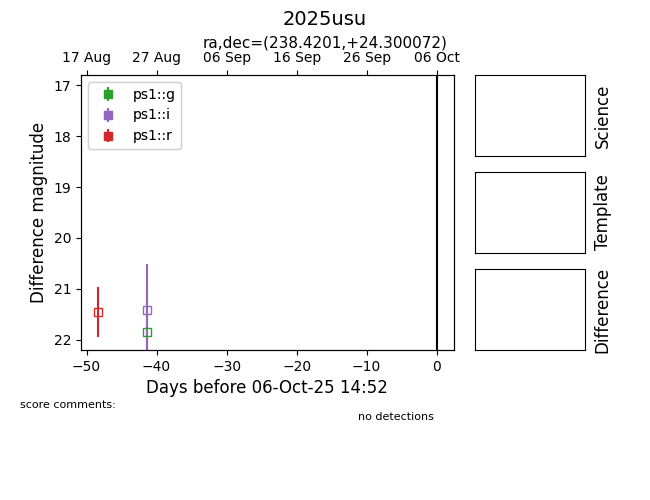 2025usu
ra,dec=(238.4201,+24.300072)
17 Aug 27 Aug 06 Sep 16 Sep 26 Sep 06 Oct
ps1::g
ps1::i
ps1::r
17
18
19
20
21
22
Difference magnitude
−50 −40 −30 −20 −10 0
Days before 06-Oct-25 14:52
Science
Template
Difference
score comments:
no detections